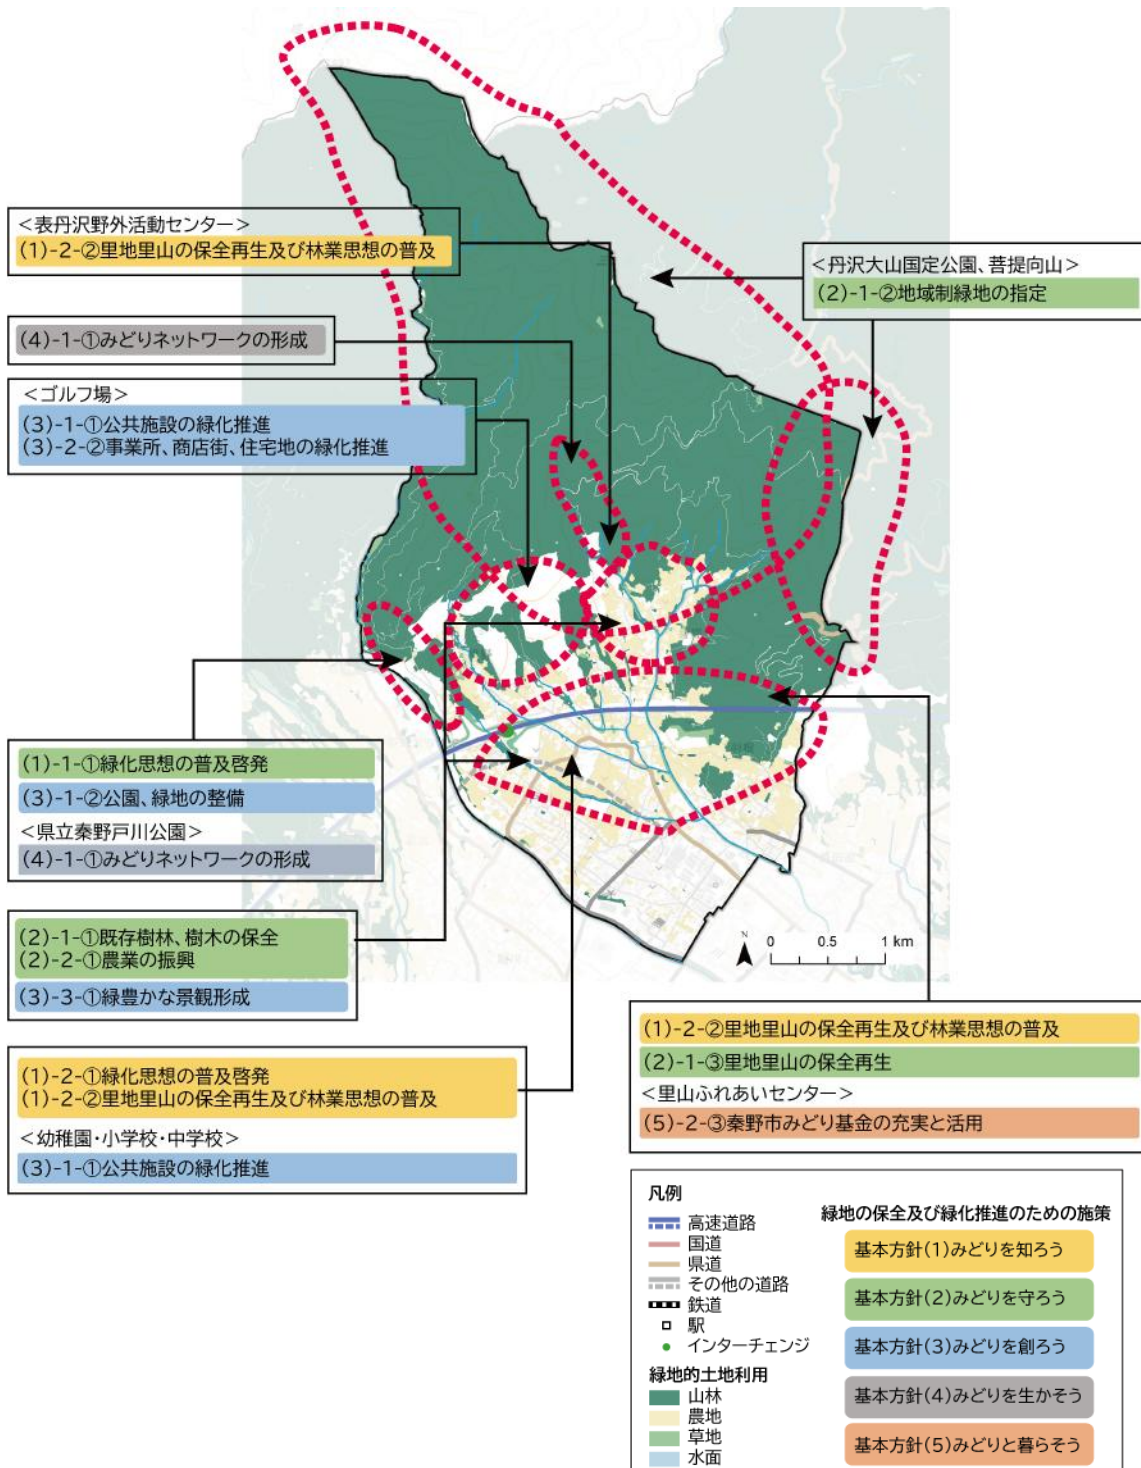 <表丹沢野外活動センター>
(1)-2-②里地里山の保全再生及び林業思想の普及
<丹沢大山国定公園、菩提向山>
(2)-1-②地域制緑地の指定
(4)-1-①みどりネットワークの形成
<ゴルフ場>
(3)-1-①公共施設の緑化推進
(3)-2-②事業所、商店街、住宅地の緑化推進
(1)-1-①緑化思想の普及啓発
(3)-1-②公園、緑地の整備
<県立秦野戸川公園>
(4)-1-①みどりネットワークの形成
(2)-1-①既存樹林、樹木の保全
(2)-2-①農業の振興
(3)-3-①緑豊かな景観形成
(1)-2-①緑化思想の普及啓発
(1)-2-②里地里山の保全再生及び林業思想の普及
<幼稚園・小学校・中学校>
(3)-1-①公共施設の緑化推進
N
0 0.5 1 km
(1)-2-②里地里山の保全再生及び林業思想の普及
(2)-1-③里地里山の保全再生
<里山ふれあいセンター>
(5)-2-③秦野市みどり基金の充実と活用
凡例
高速道路
国道
県道
その他の道路
鉄道
駅
インターチェンジ
緑地的土地利用
山林
農地
草地
水面
緑地の保全及び緑化推進のための施策
基本方針(1)みどりを知ろう
基本方針(2)みどりを守ろう
基本方針(3)みどりを創ろう
基本方針(4)みどりを生かそう
基本方針(5)みどりと暮らそう